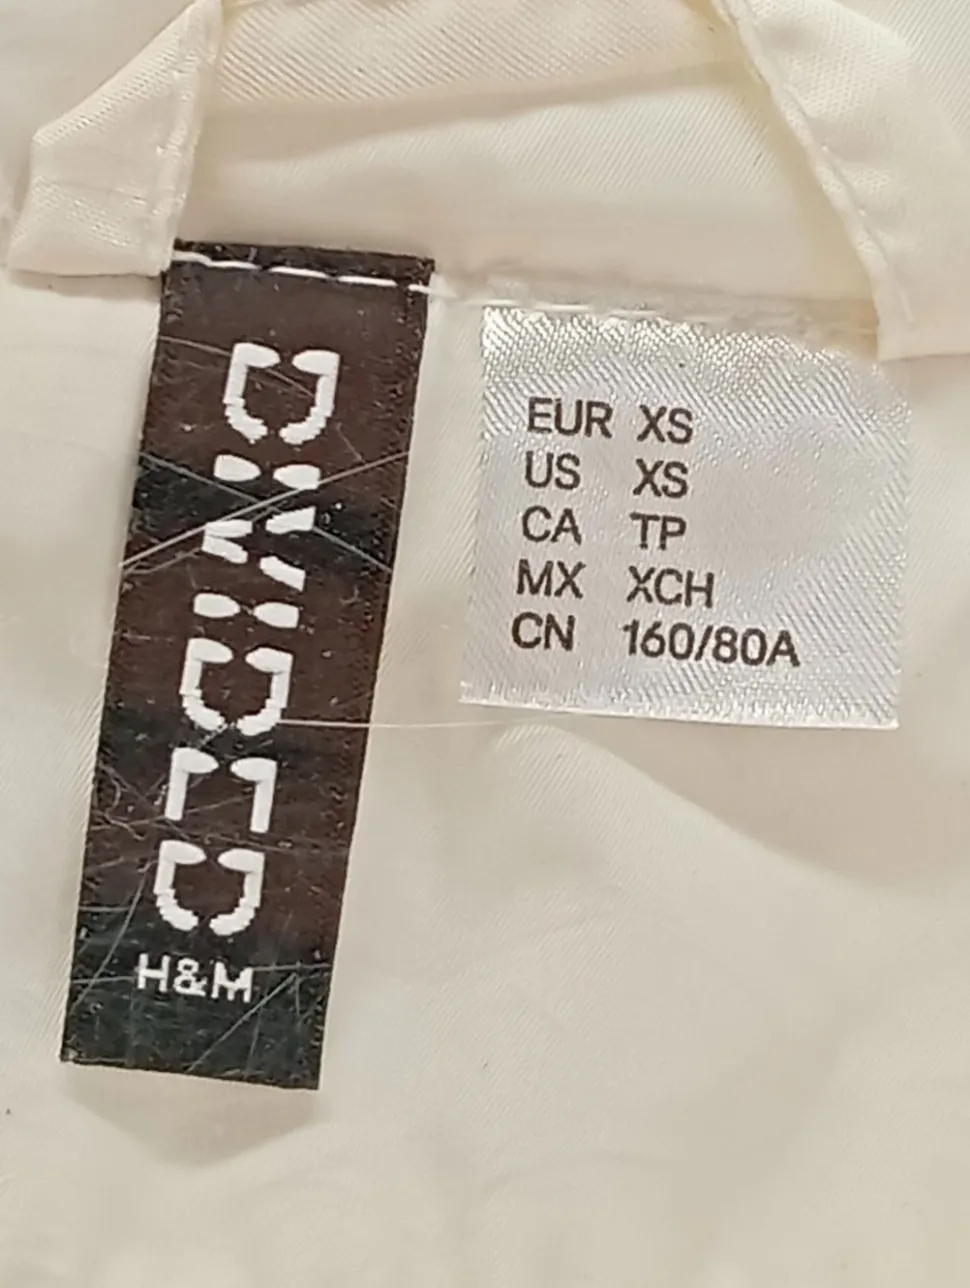 DIVIDED
H&M
EUR XS
US XS
CA TP
MX XCH
CN 160/80A